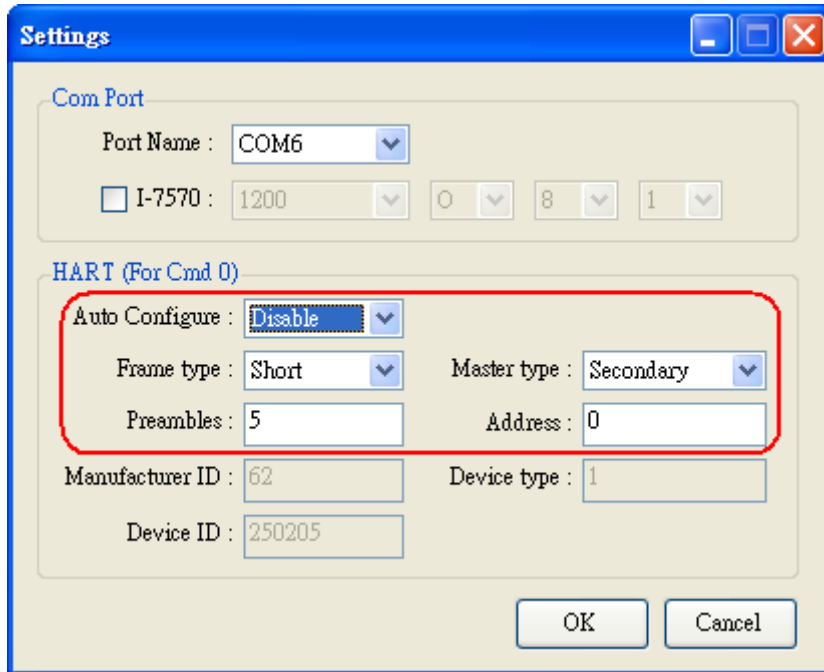 Settings
Com Port
Port Name : COM6
I-7570 : 1200 O 8 1
HART (For Cmd 0)
Auto Configure : Disable
Frame type : Short Master type : Secondary
Preambles : 5 Address : 0
Manufacturer ID : 62 Device type : 1
Device ID : 250205
OK Cancel